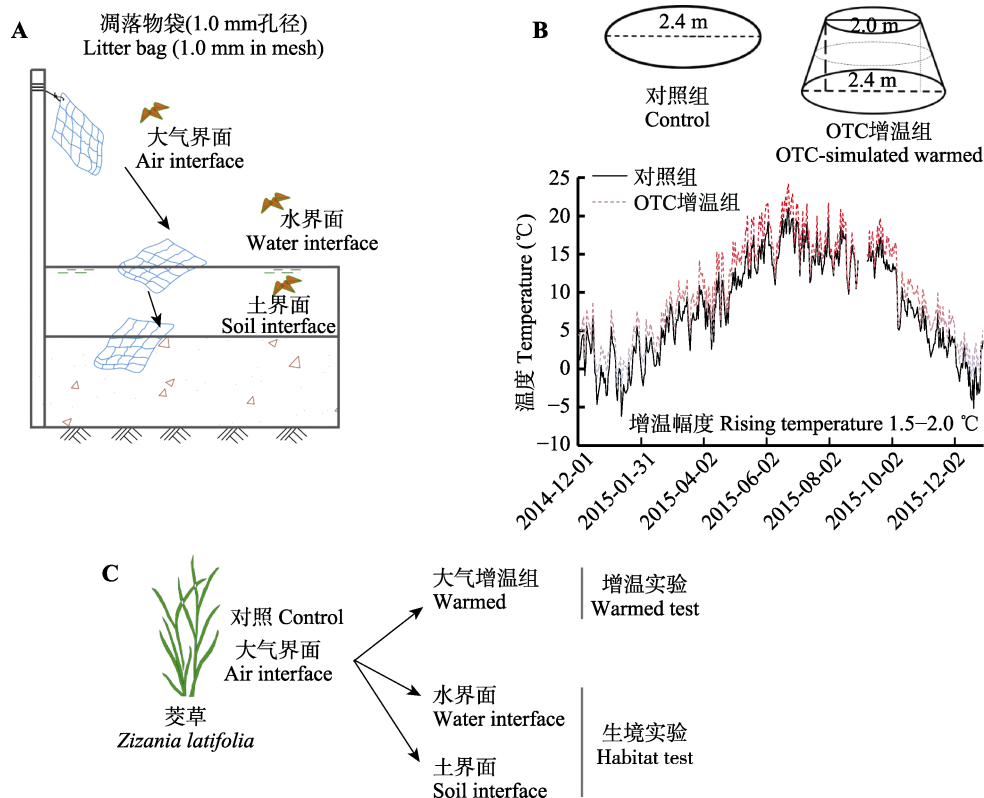 A
凋落物袋(1.0 mm孔径)
Litter bag (1.0 mm in mesh)
大气界面
Air interface
水界面
Water interface
土界面
Soil interface
B
2.4 m
对照组
Control
2.0 m
2.4 m
OTC增温组
OTC-simulated warmed
对照组
OTC增温组
温度 Temperature (℃)
25
20
15
10
5
0
−5
−10
增温幅度 Rising temperature 1.5−2.0 ℃
2014-12-01
2015-01-31
2015-04-02
2015-06-02
2015-08-02
2015-10-02
2015-12-02
C
对照 Control
大气界面
Air interface
茭草
Zizania latifolia
大气增温组
Warmed
增温实验
Warmed test
水界面
Water interface
土界面
Soil interface
生境实验
Habitat test